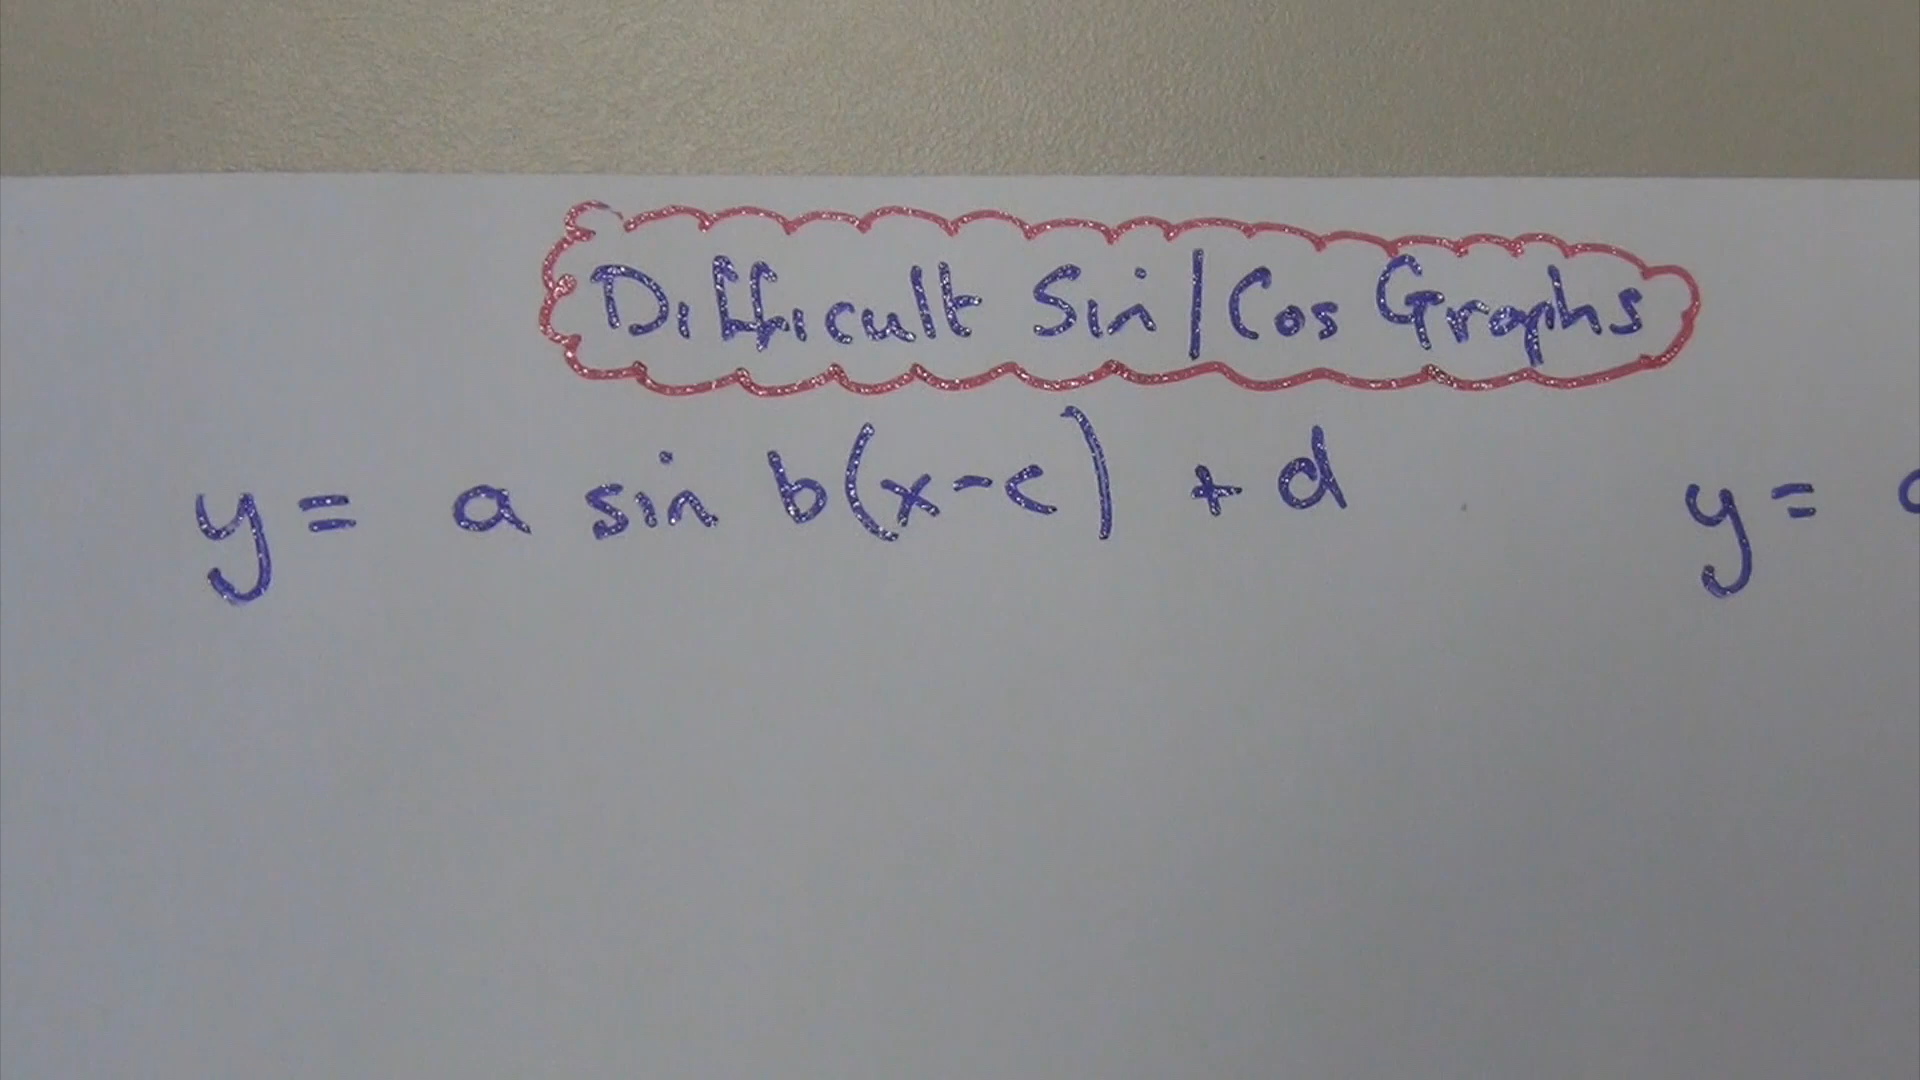 Difficult Sin/Cos Graphs
y = a sin b(x-c) + d
y =